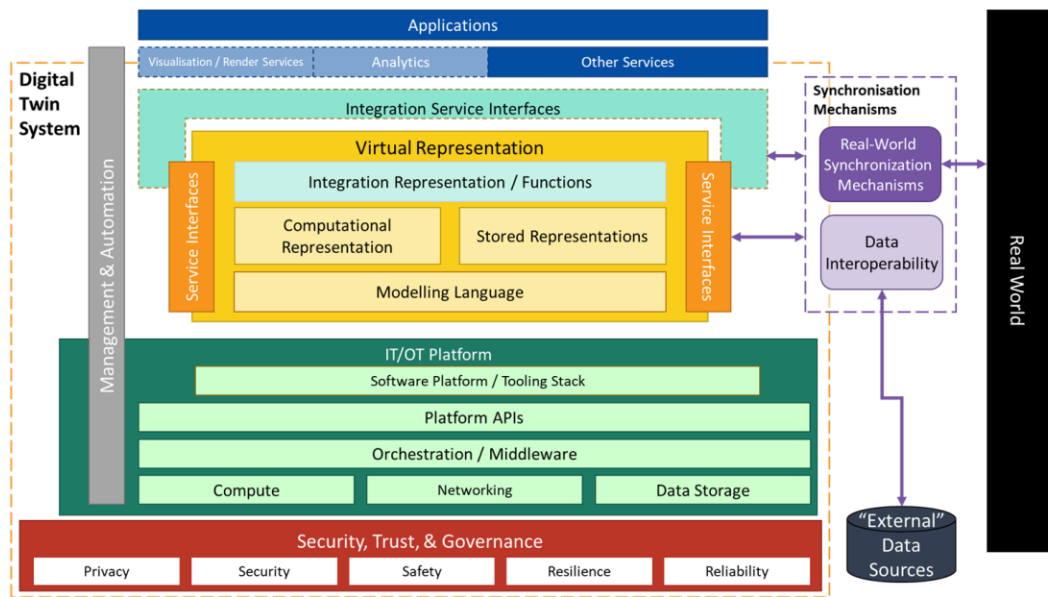 Applications
Visualisation / Render Services
Analytics
Other Services
Digital
Twin
System
Management & Automation
Integration Service Interfaces
Virtual Representation
Integration Representation / Functions
Computational
Representation
Stored Representations
Modelling Language
Service Interfaces
Service Interfaces
Synchronisation
Mechanisms
Real-World
Synchronization
Mechanisms
Data
Interoperability
Real World
IT/OT Platform
Software Platform / Tooling Stack
Platform APIs
Orchestration / Middleware
Compute
Networking
Data Storage
Security, Trust, & Governance
Privacy
Security
Safety
Resilience
Reliability
“External”
Data
Sources